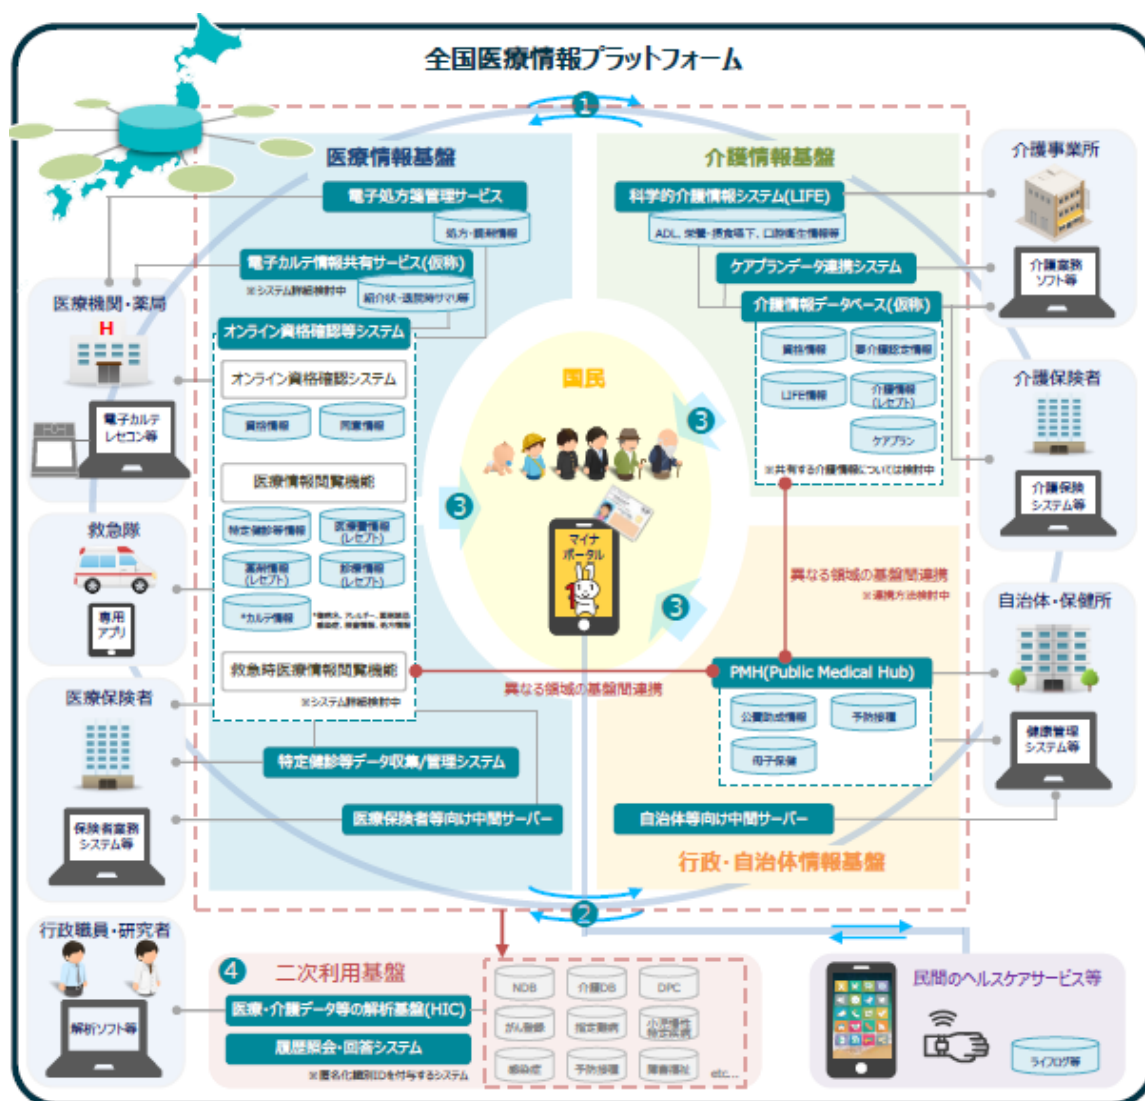 全国医療情報プラットフォーム
1
医療情報基盤
電子処方箋管理サービス
処方・調剤情報
電子カルテ情報共有サービス(仮称)
※システム詳細検討中
紹介状・退院時サマリ等
オンライン資格確認等システム
オンライン資格確認システム
資格情報
同意情報
医療情報閲覧機能
特定健診等情報
医療費情報
(レセプト)
薬剤情報
(レセプト)
診療情報
(レセプト)
*カルテ情報
救急時医療情報閲覧機能
※システム詳細検討中
特定健診等データ収集/管理システム
医療保険者等向け中間サーバー
介護情報基盤
科学的介護情報システム(LIFE)
ADL、栄養・摂食嚥下、口腔衛生情報等
ケアプランデータ連携システム
介護情報データベース(仮称)
資格情報
要介護認定情報
LIFE情報
介護情報
(レセプト)
ケアプラン
※共有する介護情報については検討中
国民
3
3
3
マイナ
ポータル
1
異なる領域の基盤間連携
※連携方法検討中
異なる領域の基盤間連携
PMH(Public Medical Hub)
公費助成情報
予防接種
母子保健
自治体等向け中間サーバー
行政・自治体情報基盤
2
医療機関・薬局
H
電子カルテ
レセコン等
救急隊
専用
アプリ
医療保険者
保険者業務
システム等
行政職員・研究者
解析ソフト等
介護事業所
介護業務
ソフト等
介護保険者
介護保険
システム等
自治体・保健所
健康管理
システム等
4
二次利用基盤
医療・介護データ等の解析基盤(HIC)
履歴照会・回答システム
※匿名化識別IDを付与するシステム
NDB
介護DB
DPC
がん登録
指定難病
小児慢性
特定疾病
感染症
予防接種
障害福祉
etc...
民間のヘルスケアサービス等
ライフログ等